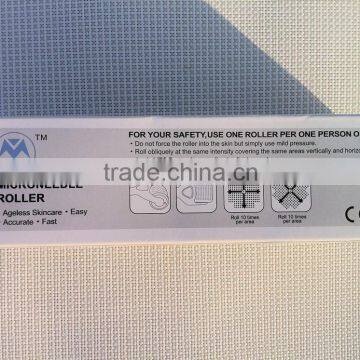 TM
FOR YOUR SAFETY,USE ONE ROLLER PER ONE PERSON O
• Do not force the roller into the skin but simply use mild pressure.
• Roll obliquely at the same intensity covering the same areas vertically and horizo
trade.china.cn
MICRONEEDLE
ROLLER
Ageless Skincare • Easy
Accurate • Fast
Roll 10 times
per area
Roll 10 times
per area
CE